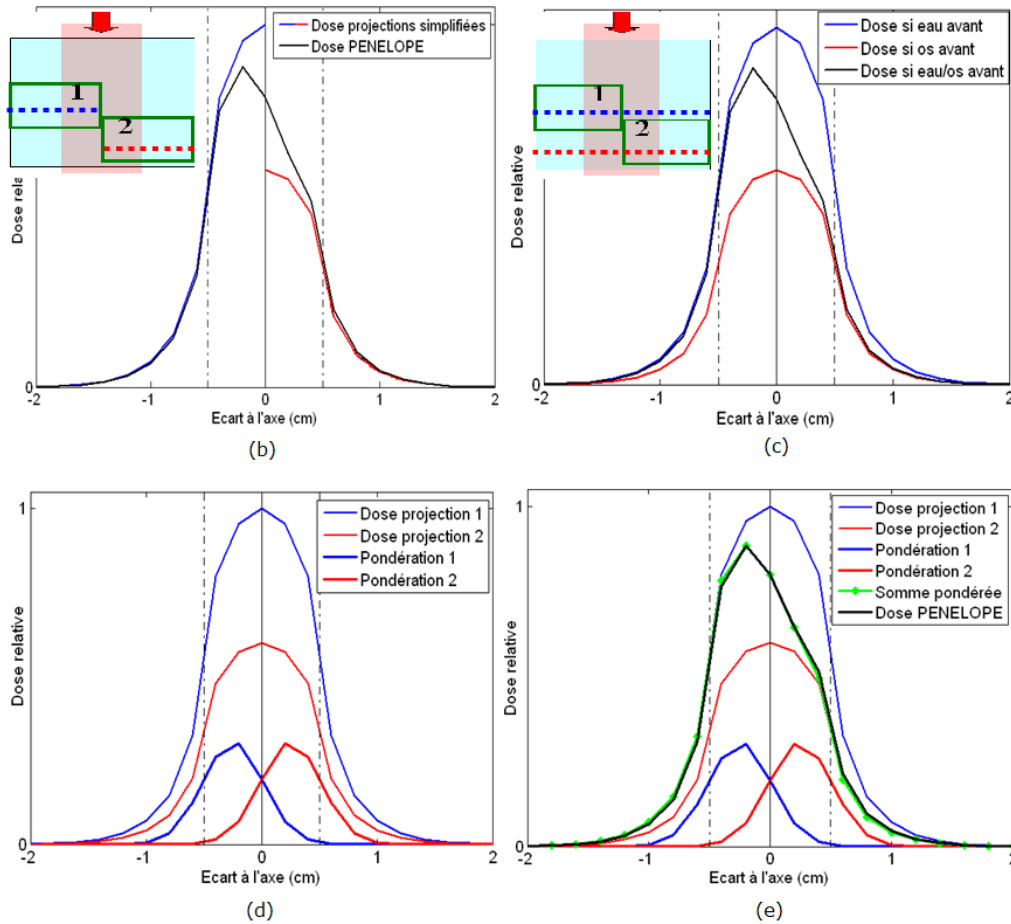 Dose projections simplifiées
Dose PENELOPE
1
2
Dose relative
0
-2
-1
0
1
2
Ecart à l'axe (cm)
(b)
Dose si eau avant
Dose si os avant
Dose si eau/os avant
1
2
Dose relative
0
-2
-1
0
1
2
Ecart à l'axe (cm)
(c)
Dose projection 1
Dose projection 2
Pondération 1
Pondération 2
1
Dose relative
0
-2
-1
0
1
2
Ecart à l'axe (cm)
(d)
Dose projection 1
Dose projection 2
Pondération 1
Pondération 2
Somme pondérée
Dose PENELOPE
1
Dose relative
0
-2
-1
0
1
2
Ecart à l'axe (cm)
(e)